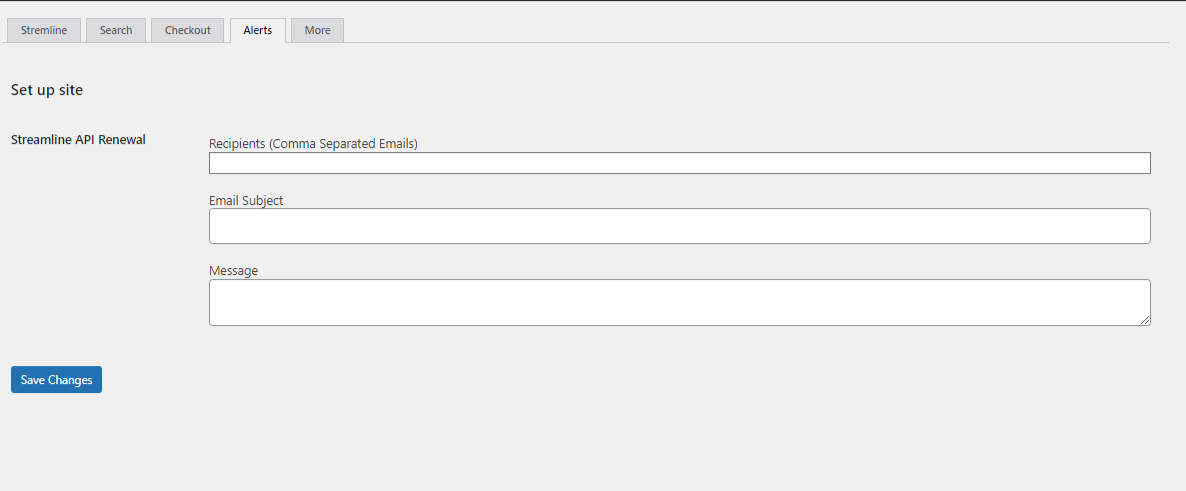 Stremline Search Checkout Alerts More
Set up site
Streamline API Renewal
Recipients (Comma Separated Emails)
Email Subject
Message
Save Changes